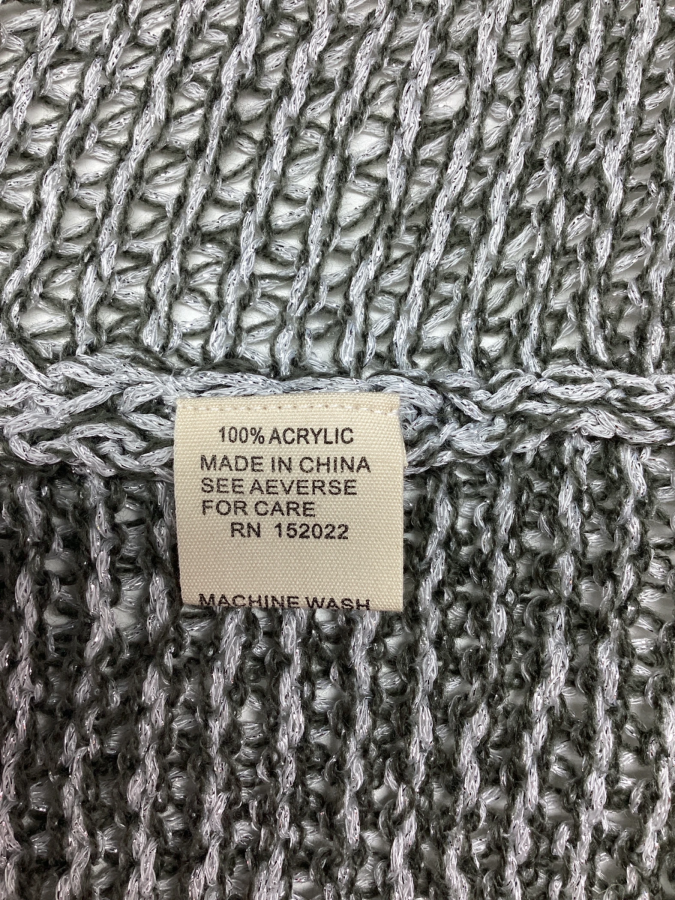 100% ACRYLIC
MADE IN CHINA
SEE AEVERSE
FOR CARE
RN 152022
MACHINE WASH